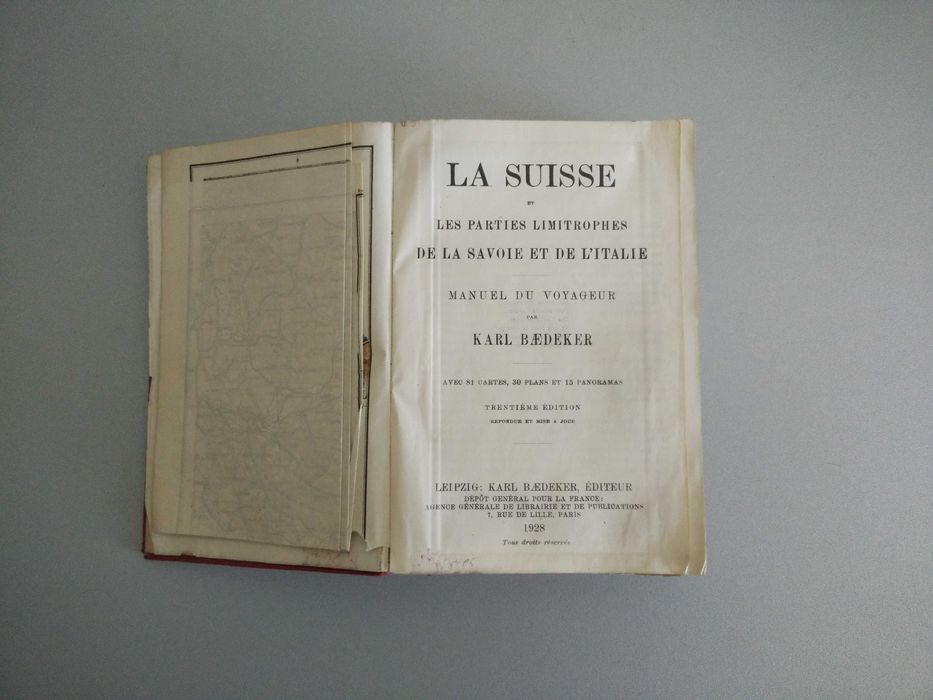 LA SUISSE
ET
LES PARTIES LIMITROPHES
DE LA SAVOIE ET DE L'ITALIE
MANUEL DU VOYAGEUR
PAR
KARL BÆDEKER
AVEC 81 CARTES, 30 PLANS ET 15 PANORAMAS
TRENTIÈME ÉDITION
REFONDUE ET MISE A JOUR
LEIPZIG: KARL BÆDEKER, ÉDITEUR
DÉPÔT GENÉRAL POUR LA FRANCE:
AGENCE GÉNÉRALE DE LIBRAIRIE ET DE PUBLICATIONS
7, RUE DE LILLE, PARIS
1928
Tous droits réservés